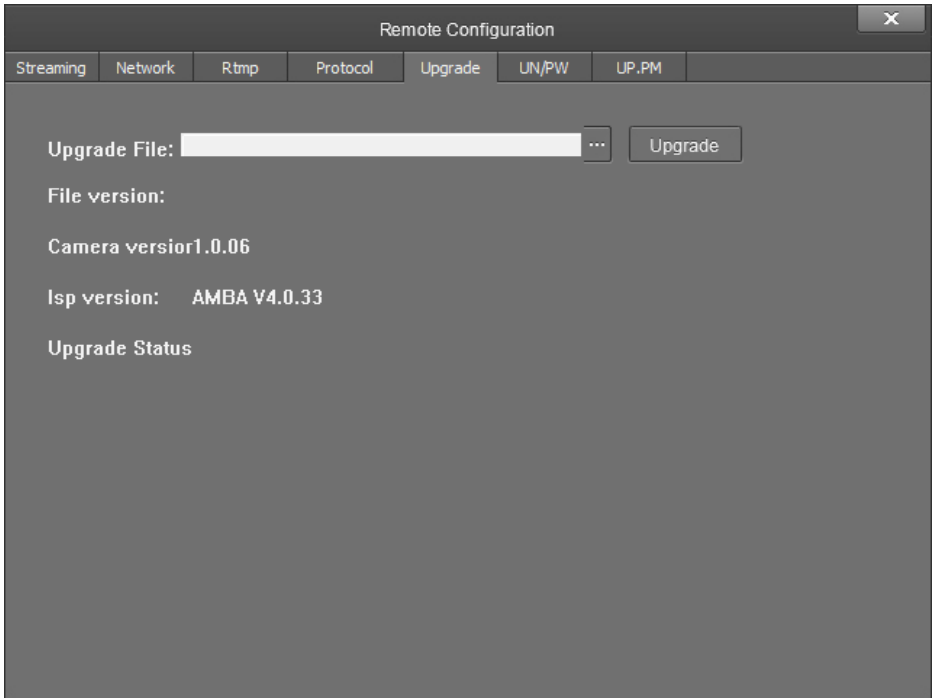 Remote Configuration
Streaming Network Rtmp Protocol Upgrade UN/PW UP.PM
Upgrade File: ... Upgrade
File version:
Camera versior1.0.06
Isp version: AMBA V4.0.33
Upgrade Status